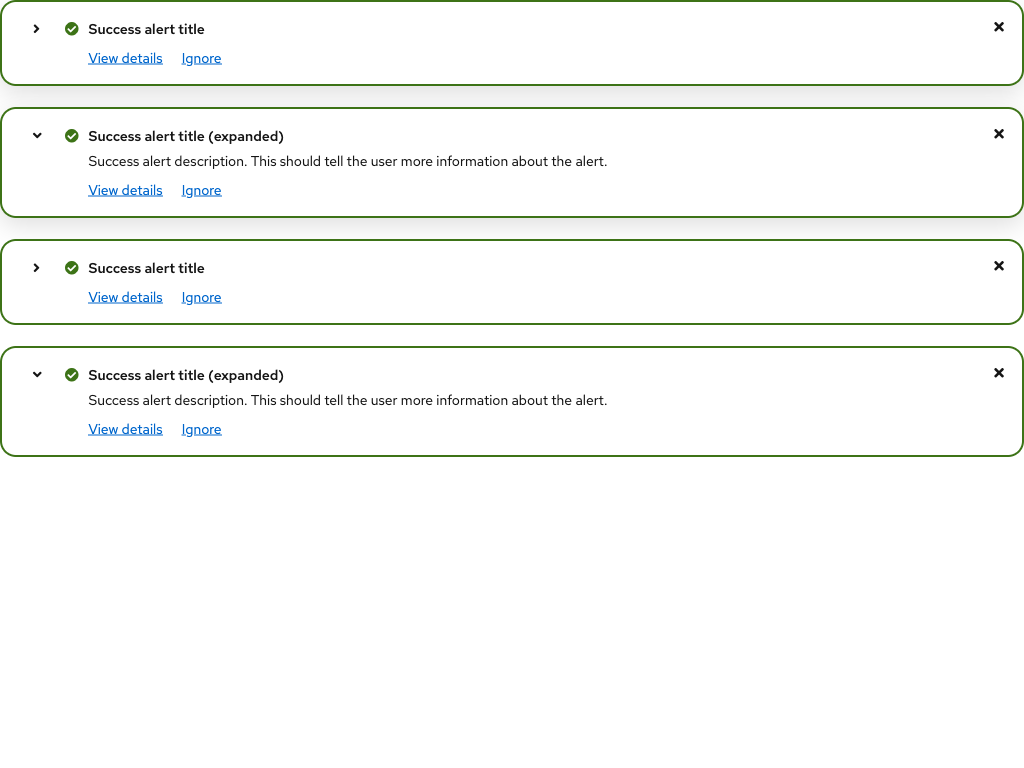 Success alert title
View details Ignore
Success alert title (expanded)
Success alert description. This should tell the user more information about the alert.
View details Ignore
Success alert title
View details Ignore
Success alert title (expanded)
Success alert description. This should tell the user more information about the alert.
View details Ignore